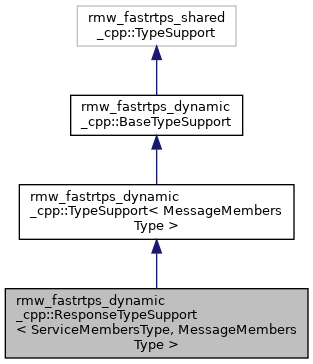 rmw_fastrtps_shared
_cpp::TypeSupport
rmw_fastrtps_dynamic
_cpp::BaseTypeSupport
rmw_fastrtps_dynamic
_cpp::TypeSupport< MessageMembers
Type >
rmw_fastrtps_dynamic
_cpp::ResponseTypeSupport
< ServiceMembersType, MessageMembers
Type >